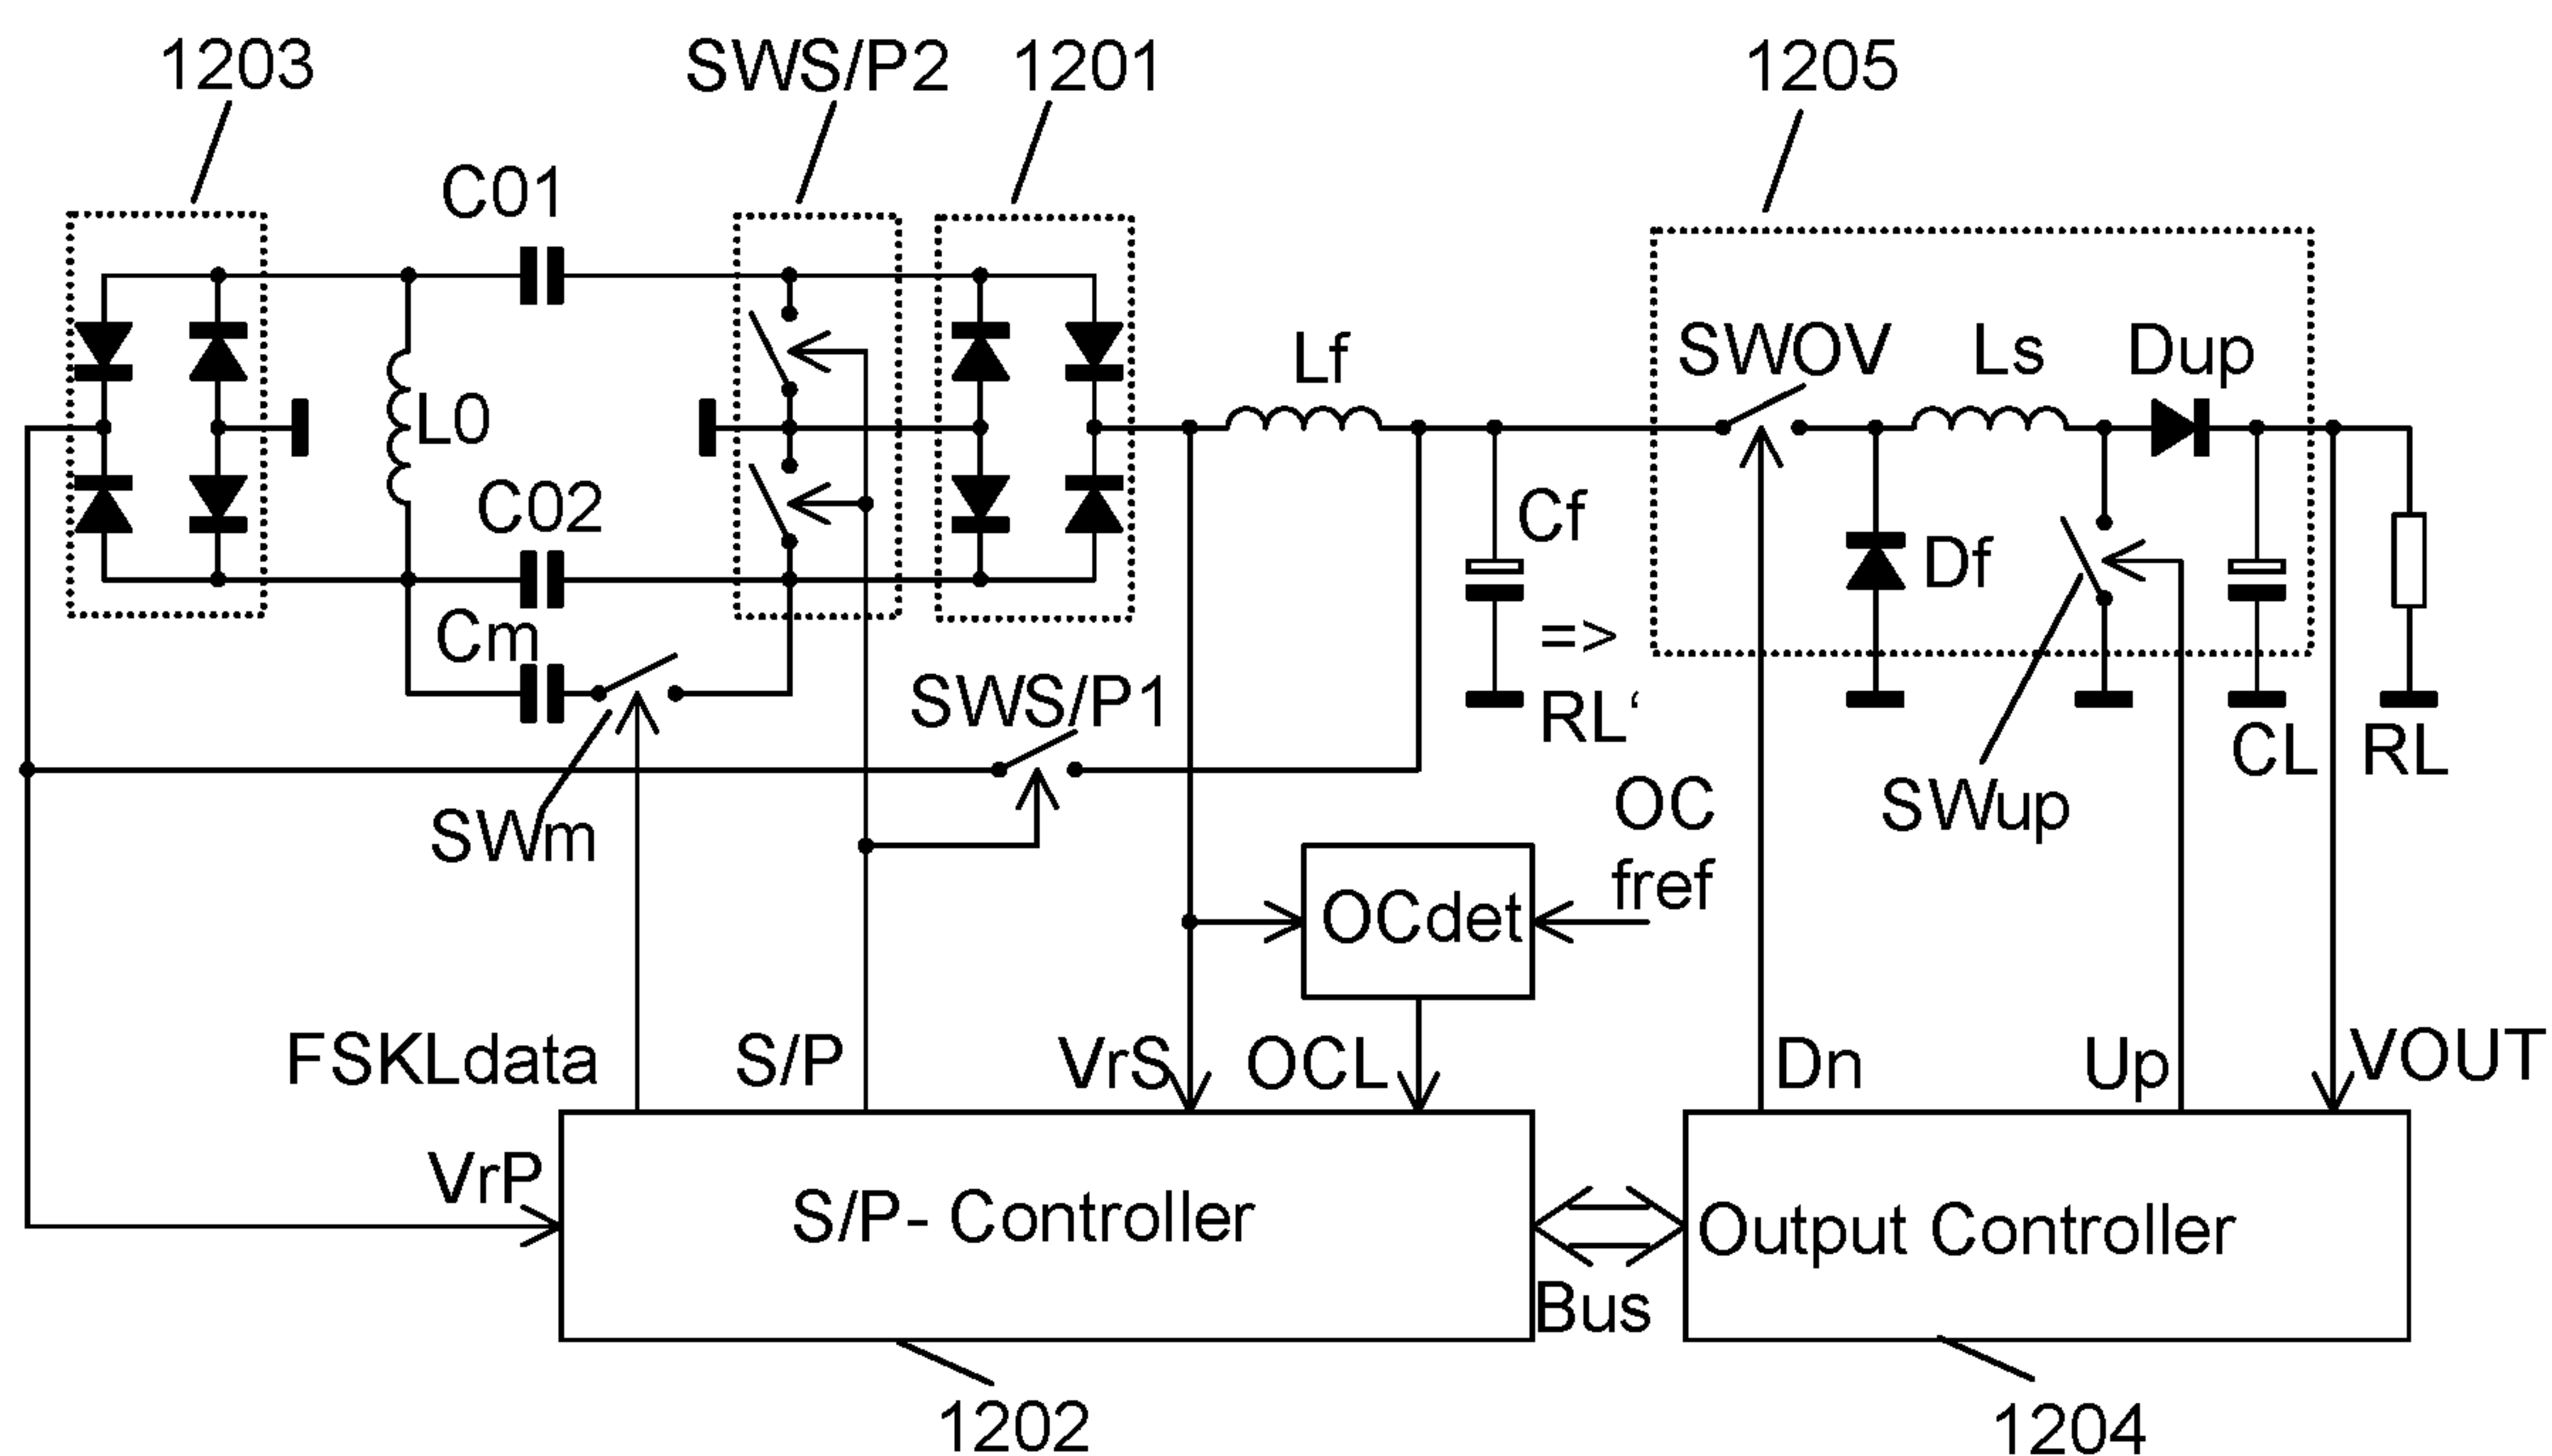 1203
SWS/P2
1201
1205
C01
SWOV
Ls
Dup
Lf
L0
C02
Cf
Df
Cm
=>
SWS/P1
RL‘
CL
RL
SWm
OC
SWup
fref
OCdet
FSKLdata
S/P
VrS
OCL
Dn
Up
VOUT
VrP
S/P- Controller
Output Controller
Bus
1202
1204